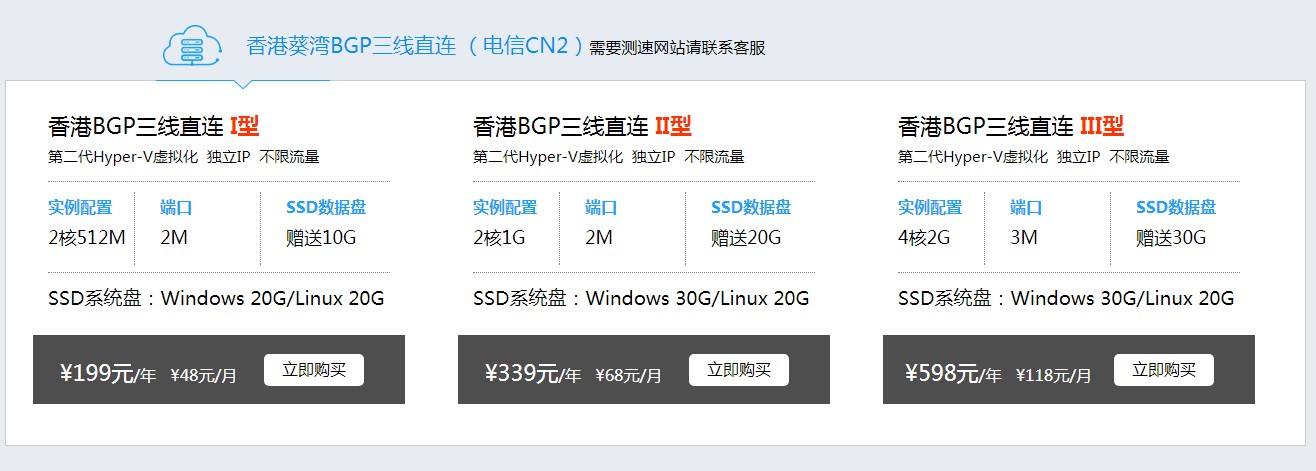 香港葵湾BGP三线直连 （电信CN2）需要测速网站请联系客服
香港BGP三线直连 I型
第二代Hyper-V虚拟化 独立IP 不限流量
实例配置 端口 SSD数据盘
2核512M 2M 赠送10G
SSD系统盘：Windows 20G/Linux 20G
¥199元/年 ¥48元/月 立即购买
香港BGP三线直连 II型
第二代Hyper-V虚拟化 独立IP 不限流量
实例配置 端口 SSD数据盘
2核1G 2M 赠送20G
SSD系统盘：Windows 30G/Linux 20G
¥339元/年 ¥68元/月 立即购买
香港BGP三线直连 III型
第二代Hyper-V虚拟化 独立IP 不限流量
实例配置 端口 SSD数据盘
4核2G 3M 赠送30G
SSD系统盘：Windows 30G/Linux 20G
¥598元/年 ¥118元/月 立即购买